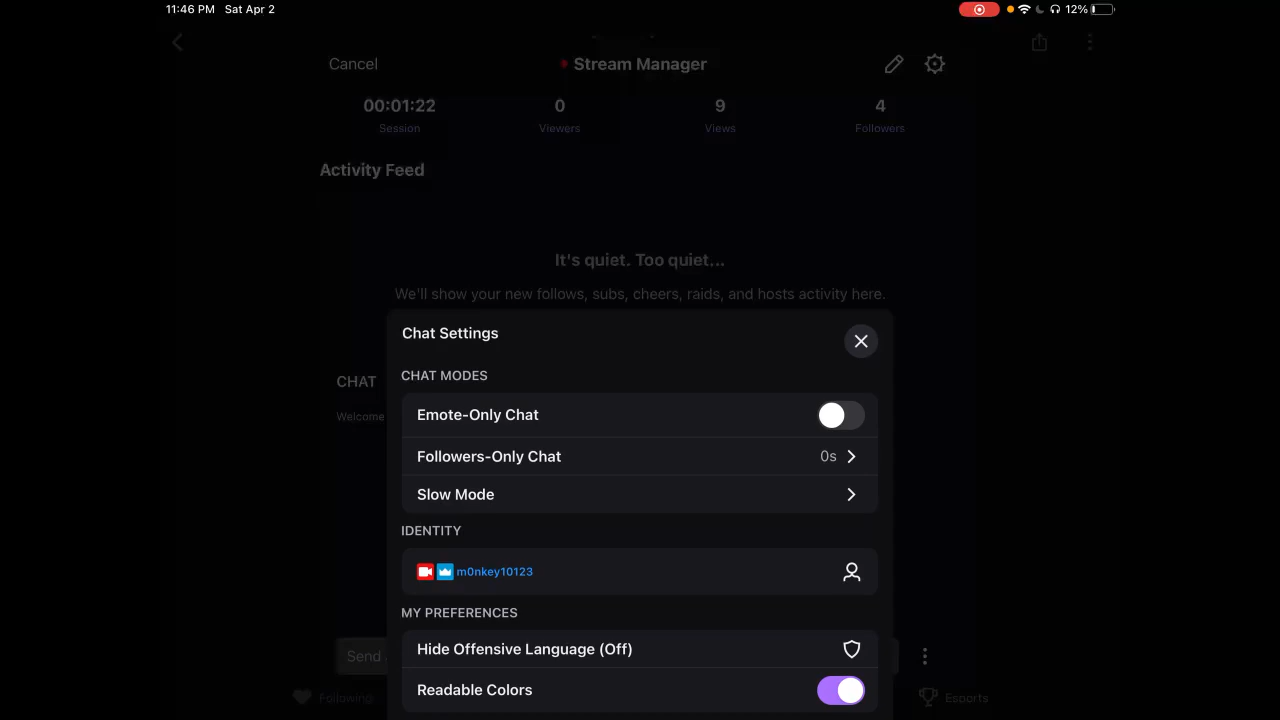 11:46 PM Sat Apr 2
12%
Cancel
Stream Manager
00:01:22
0
9
4
Session
Viewers
Views
Followers
Activity Feed
It's quiet. Too quiet...
We'll show your new follows, subs, cheers, raids, and hosts activity here.
Chat Settings
CHAT MODES
CHAT
Emote-Only Chat
Welcome
Followers-Only Chat
0s
Slow Mode
IDENTITY
m0nkey10123
MY PREFERENCES
Hide Offensive Language (Off)
Send
Readable Colors
Following
Esports